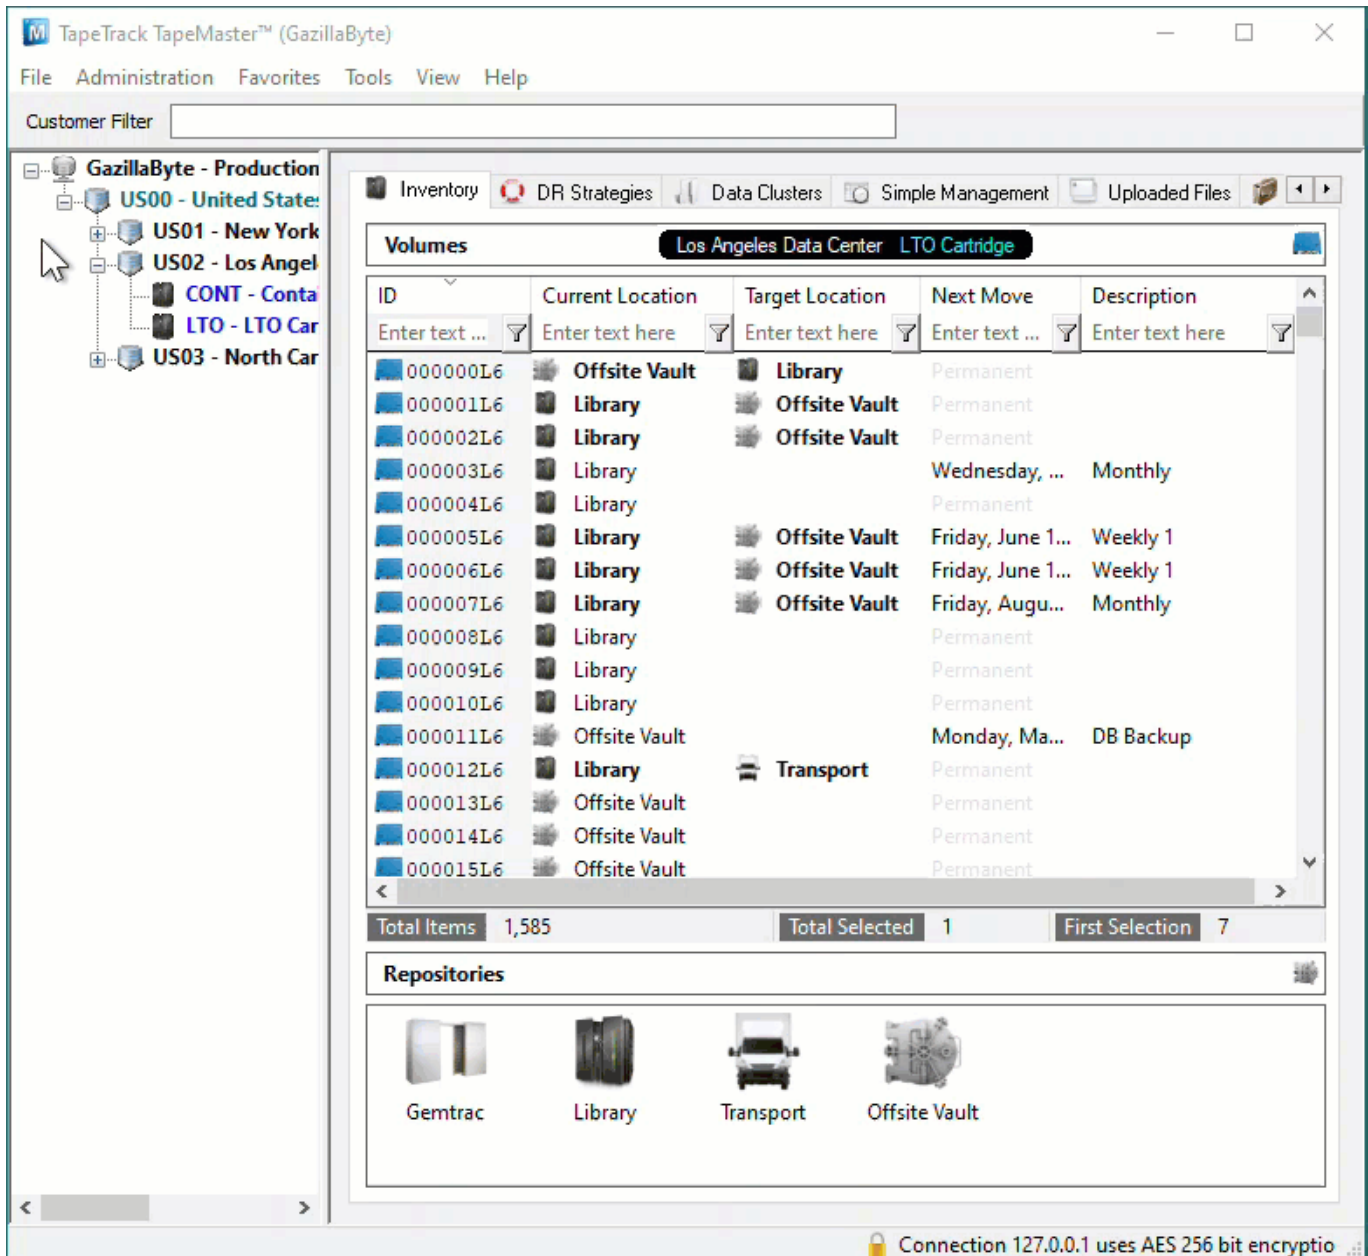 TapeTrack TapeMaster™ (GazillaByte)
File Administration Favorites Tools View Help
Customer Filter
GazillaByte - Production
US00 - United States
US01 - New York
US02 - Los Angel
CONT - Conta
LTO - LTO Car
US03 - North Car
Inventory DR Strategies Data Clusters Simple Management Uploaded Files
Volumes Los Angeles Data Center LTO Cartridge
ID Current Location Target Location Next Move Description
Enter text ... Enter text here Enter text here Enter text ... Enter text here
000000L6 Offsite Vault Library Permanent
000001L6 Library Offsite Vault Permanent
000002L6 Library Offsite Vault Permanent
000003L6 Library Wednesday, ... Monthly
000004L6 Library Permanent
000005L6 Library Offsite Vault Friday, June 1... Weekly 1
000006L6 Library Offsite Vault Friday, June 1... Weekly 1
000007L6 Library Offsite Vault Friday, Augu... Monthly
000008L6 Library Permanent
000009L6 Library Permanent
000010L6 Library Permanent
000011L6 Offsite Vault Monday, Ma... DB Backup
000012L6 Library Transport Permanent
000013L6 Offsite Vault Permanent
000014L6 Offsite Vault Permanent
000015L6 Offsite Vault Permanent
Total Items 1,585 Total Selected 1 First Selection 7
Repositories
Gemtrac Library Transport Offsite Vault
Connection 127.0.0.1 uses AES 256 bit encryptio